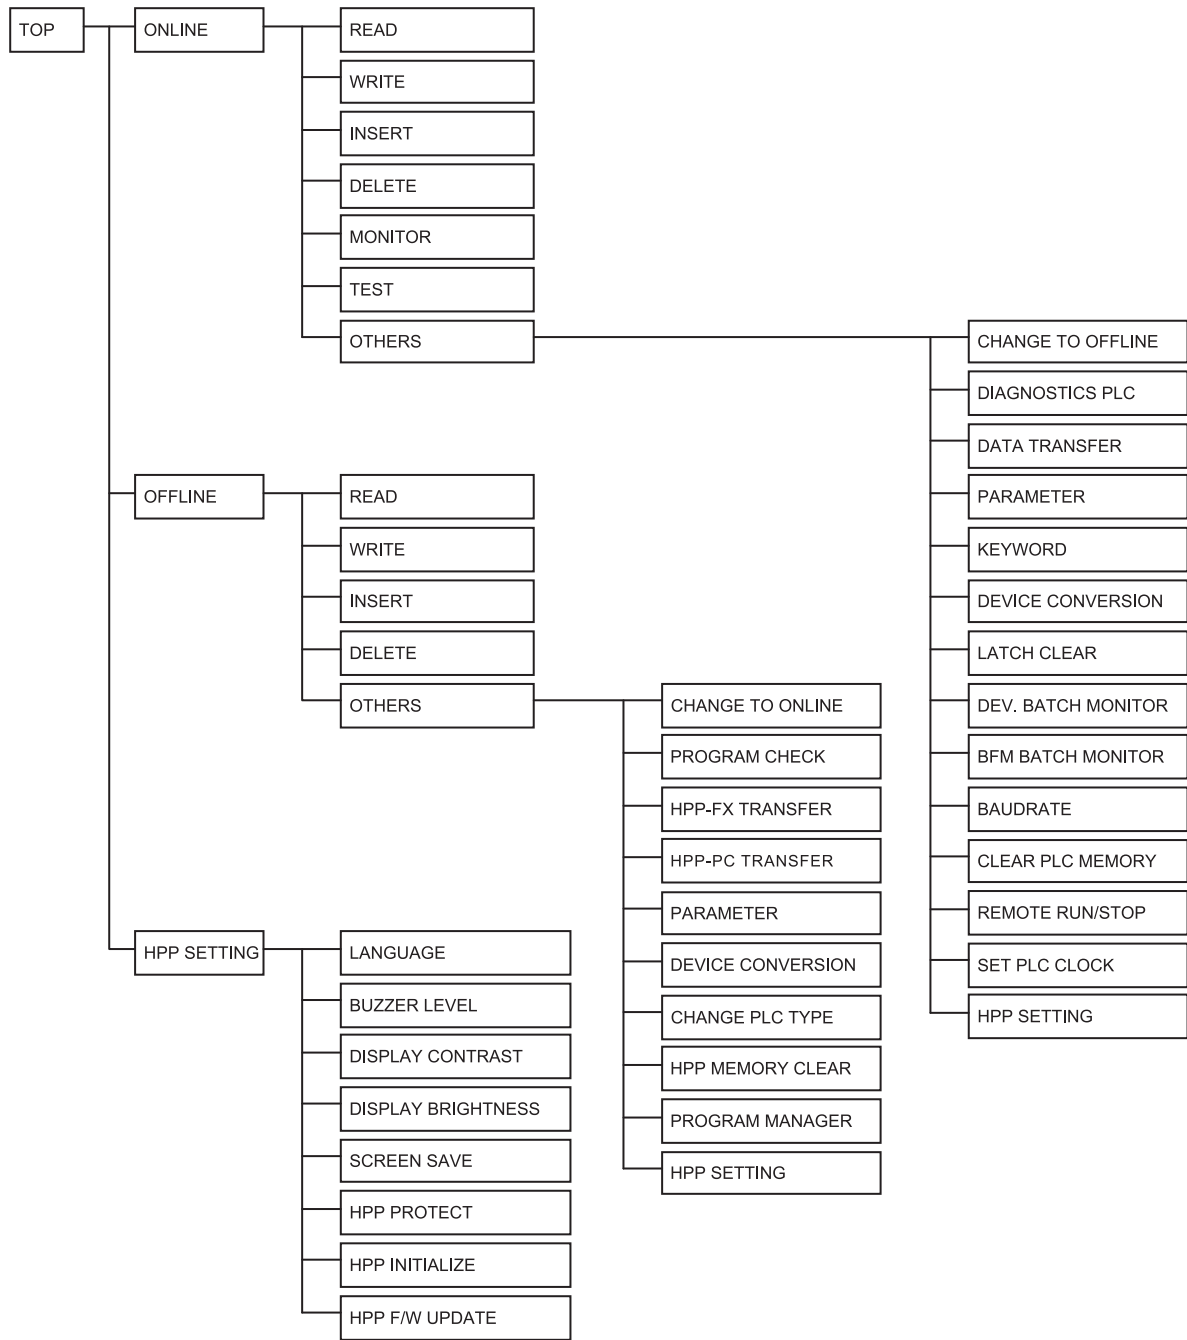 TOP
ONLINE
READ
WRITE
INSERT
DELETE
MONITOR
TEST
OTHERS
CHANGE TO OFFLINE
DIAGNOSTICS PLC
DATA TRANSFER
PARAMETER
KEYWORD
DEVICE CONVERSION
LATCH CLEAR
DEV. BATCH MONITOR
BFM BATCH MONITOR
BAUDRATE
CLEAR PLC MEMORY
REMOTE RUN/STOP
SET PLC CLOCK
HPP SETTING
OFFLINE
READ
WRITE
INSERT
DELETE
OTHERS
CHANGE TO ONLINE
PROGRAM CHECK
HPP-FX TRANSFER
HPP-PC TRANSFER
PARAMETER
DEVICE CONVERSION
CHANGE PLC TYPE
HPP MEMORY CLEAR
PROGRAM MANAGER
HPP SETTING
HPP SETTING
LANGUAGE
BUZZER LEVEL
DISPLAY CONTRAST
DISPLAY BRIGHTNESS
SCREEN SAVE
HPP PROTECT
HPP INITIALIZE
HPP F/W UPDATE